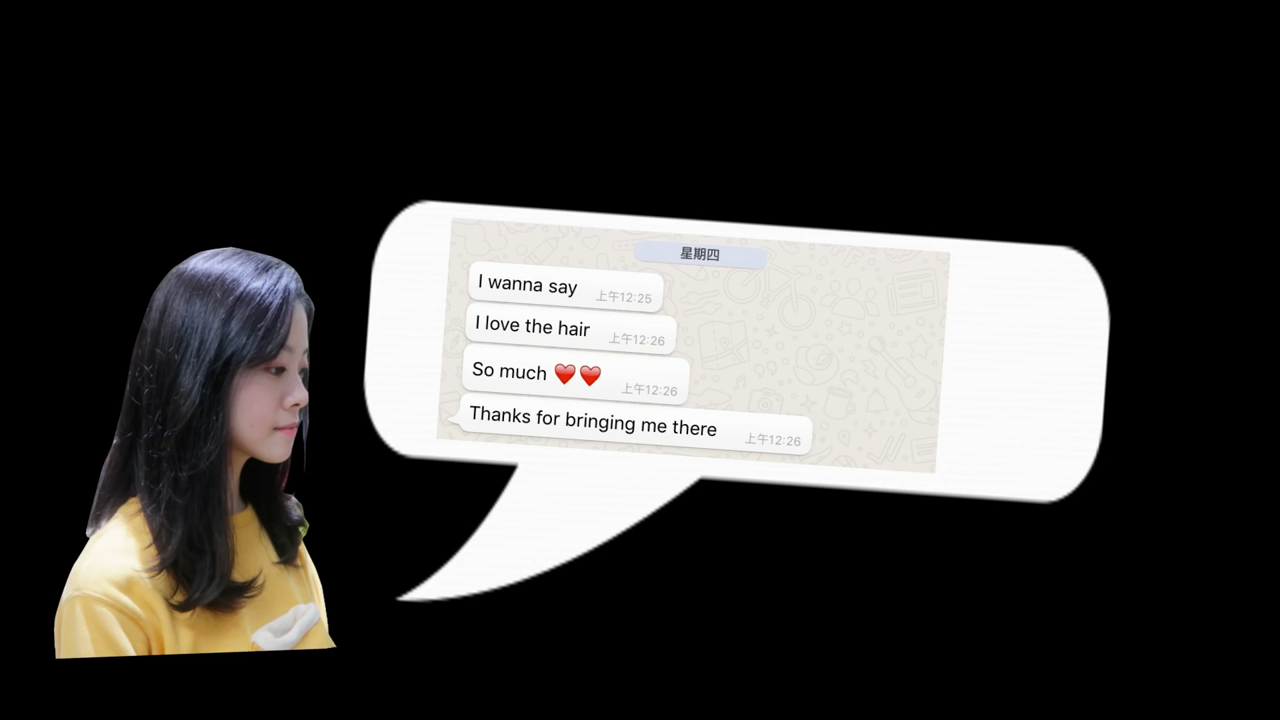 星期四
I wanna say 上午12:25
I love the hair 上午12:26
So much ❤️❤️ 上午12:26
Thanks for bringing me there 上午12:26